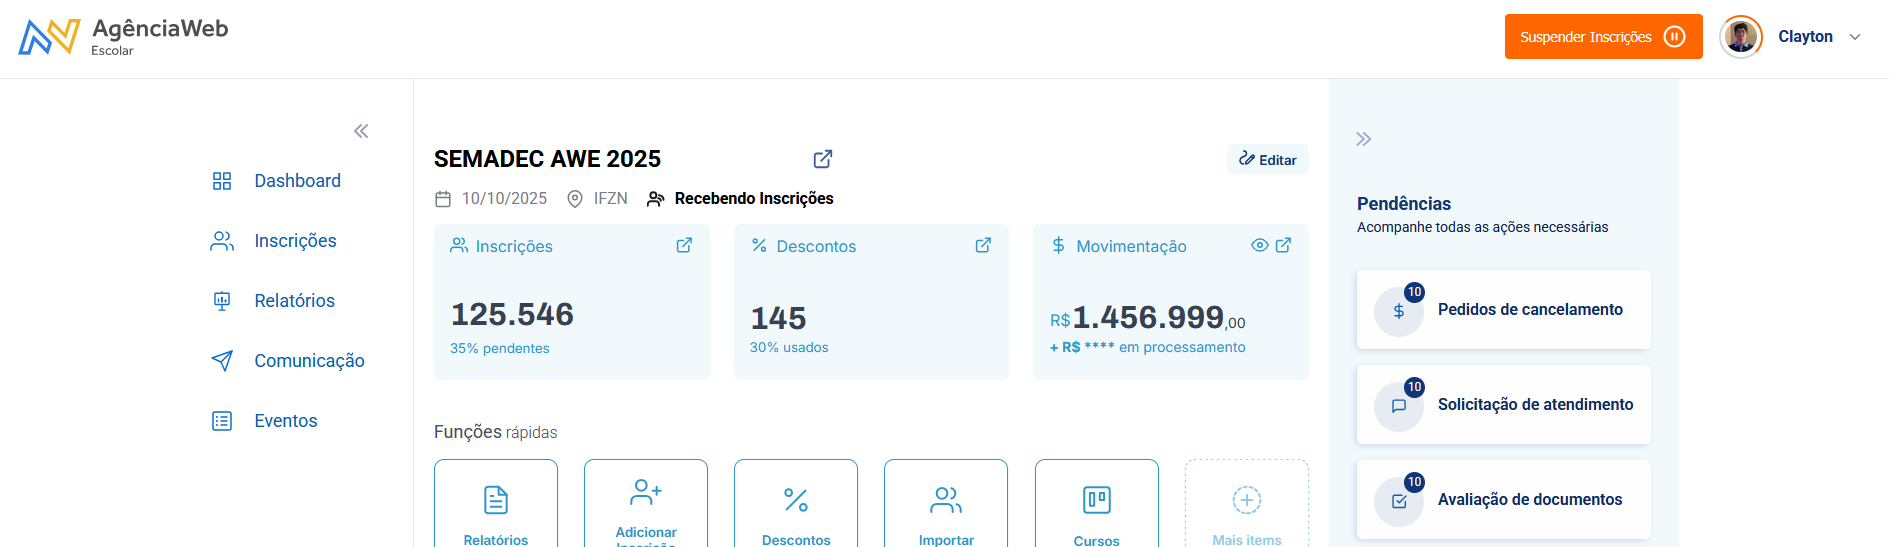 AgênciaWeb
Escolar
Suspender Inscrições
Clayton
Dashboard
Inscrições
Relatórios
Comunicação
Eventos
SEMADEC AWE 2025
Editar
10/10/2025 IFZN Recebendo Inscrições
Inscrições
125.546
35% pendentes
Descontos
145
30% usados
Movimentação
R$1.456.999,00
+ R$ **** em processamento
Funções rápidas
Relatórios
Adicionar
Inscrição
Descontos
Importar
Cursos
Mais items
Pendências
Acompanhe todas as ações necessárias
10
Pedidos de cancelamento
10
Solicitação de atendimento
10
Avaliação de documentos